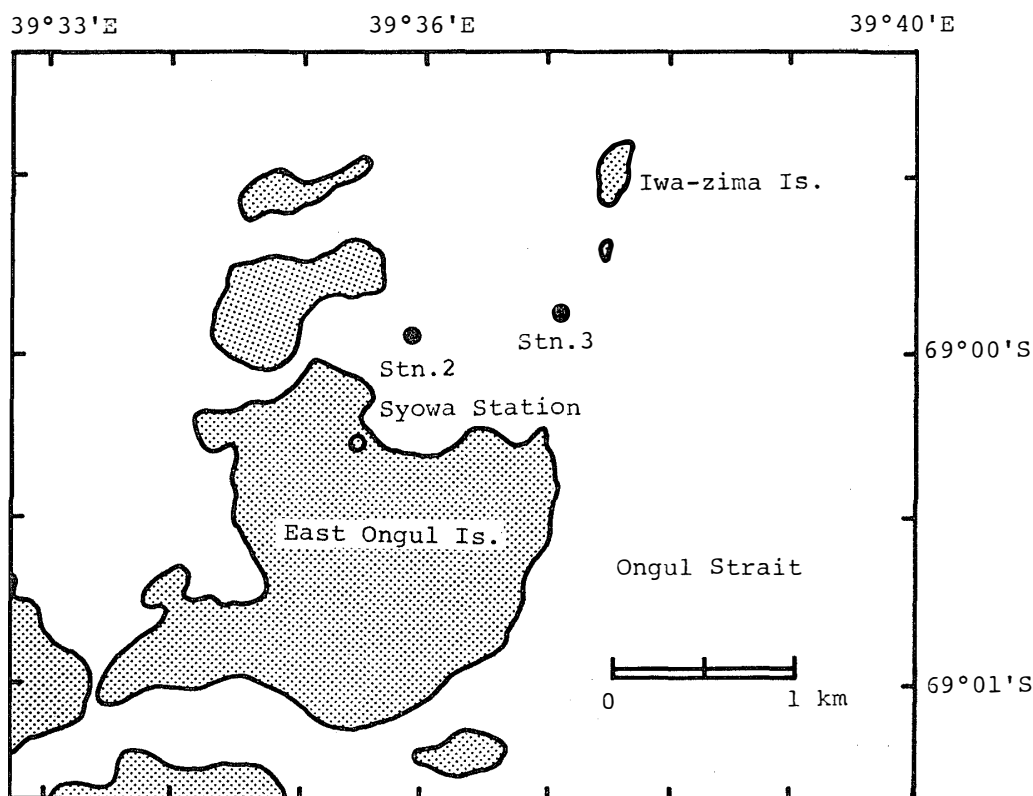 39°33'E 39°36'E 39°40'E
Iwa-zima Is.
Stn.3
69°00'S
Stn.2
Syowa Station
East Ongul Is.
Ongul Strait
69°01'S
0 1 km